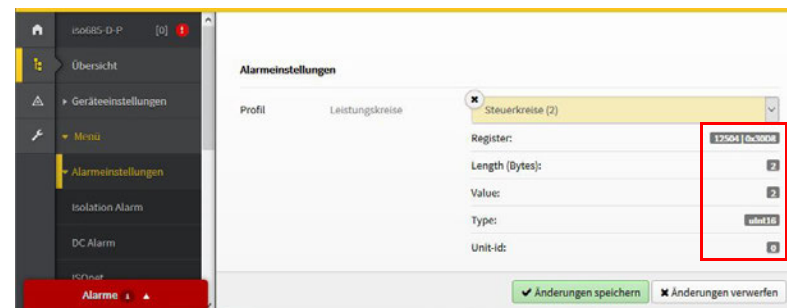 iso685-D-P [0] !
Übersicht
Geräteeinstellungen
Menü
Alarmeinstellungen
Isolation Alarm
DC Alarm
ISOnet
Alarme 1
Alarmeinstellungen
Profil Leistungskreise Steuerkreise (2)
Register: 12504 | 0x30D8
Length (Bytes): 2
Value: 2
Type: uint16
Unit-id: 0
Änderungen speichern Änderungen verwerfen